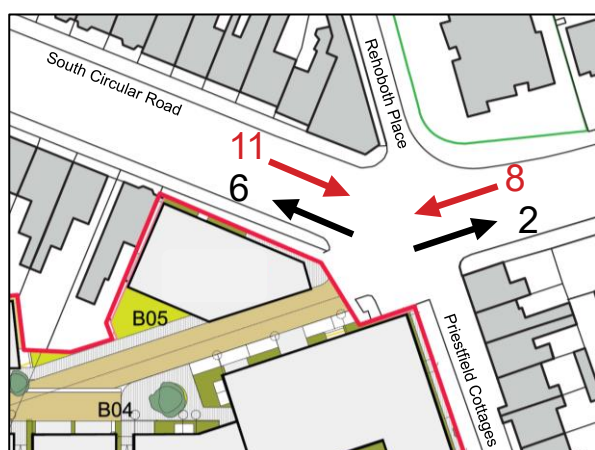 South Circular Road
Rehoboth Place
11
8
6
2
B05
Priestfield Cottages
B04